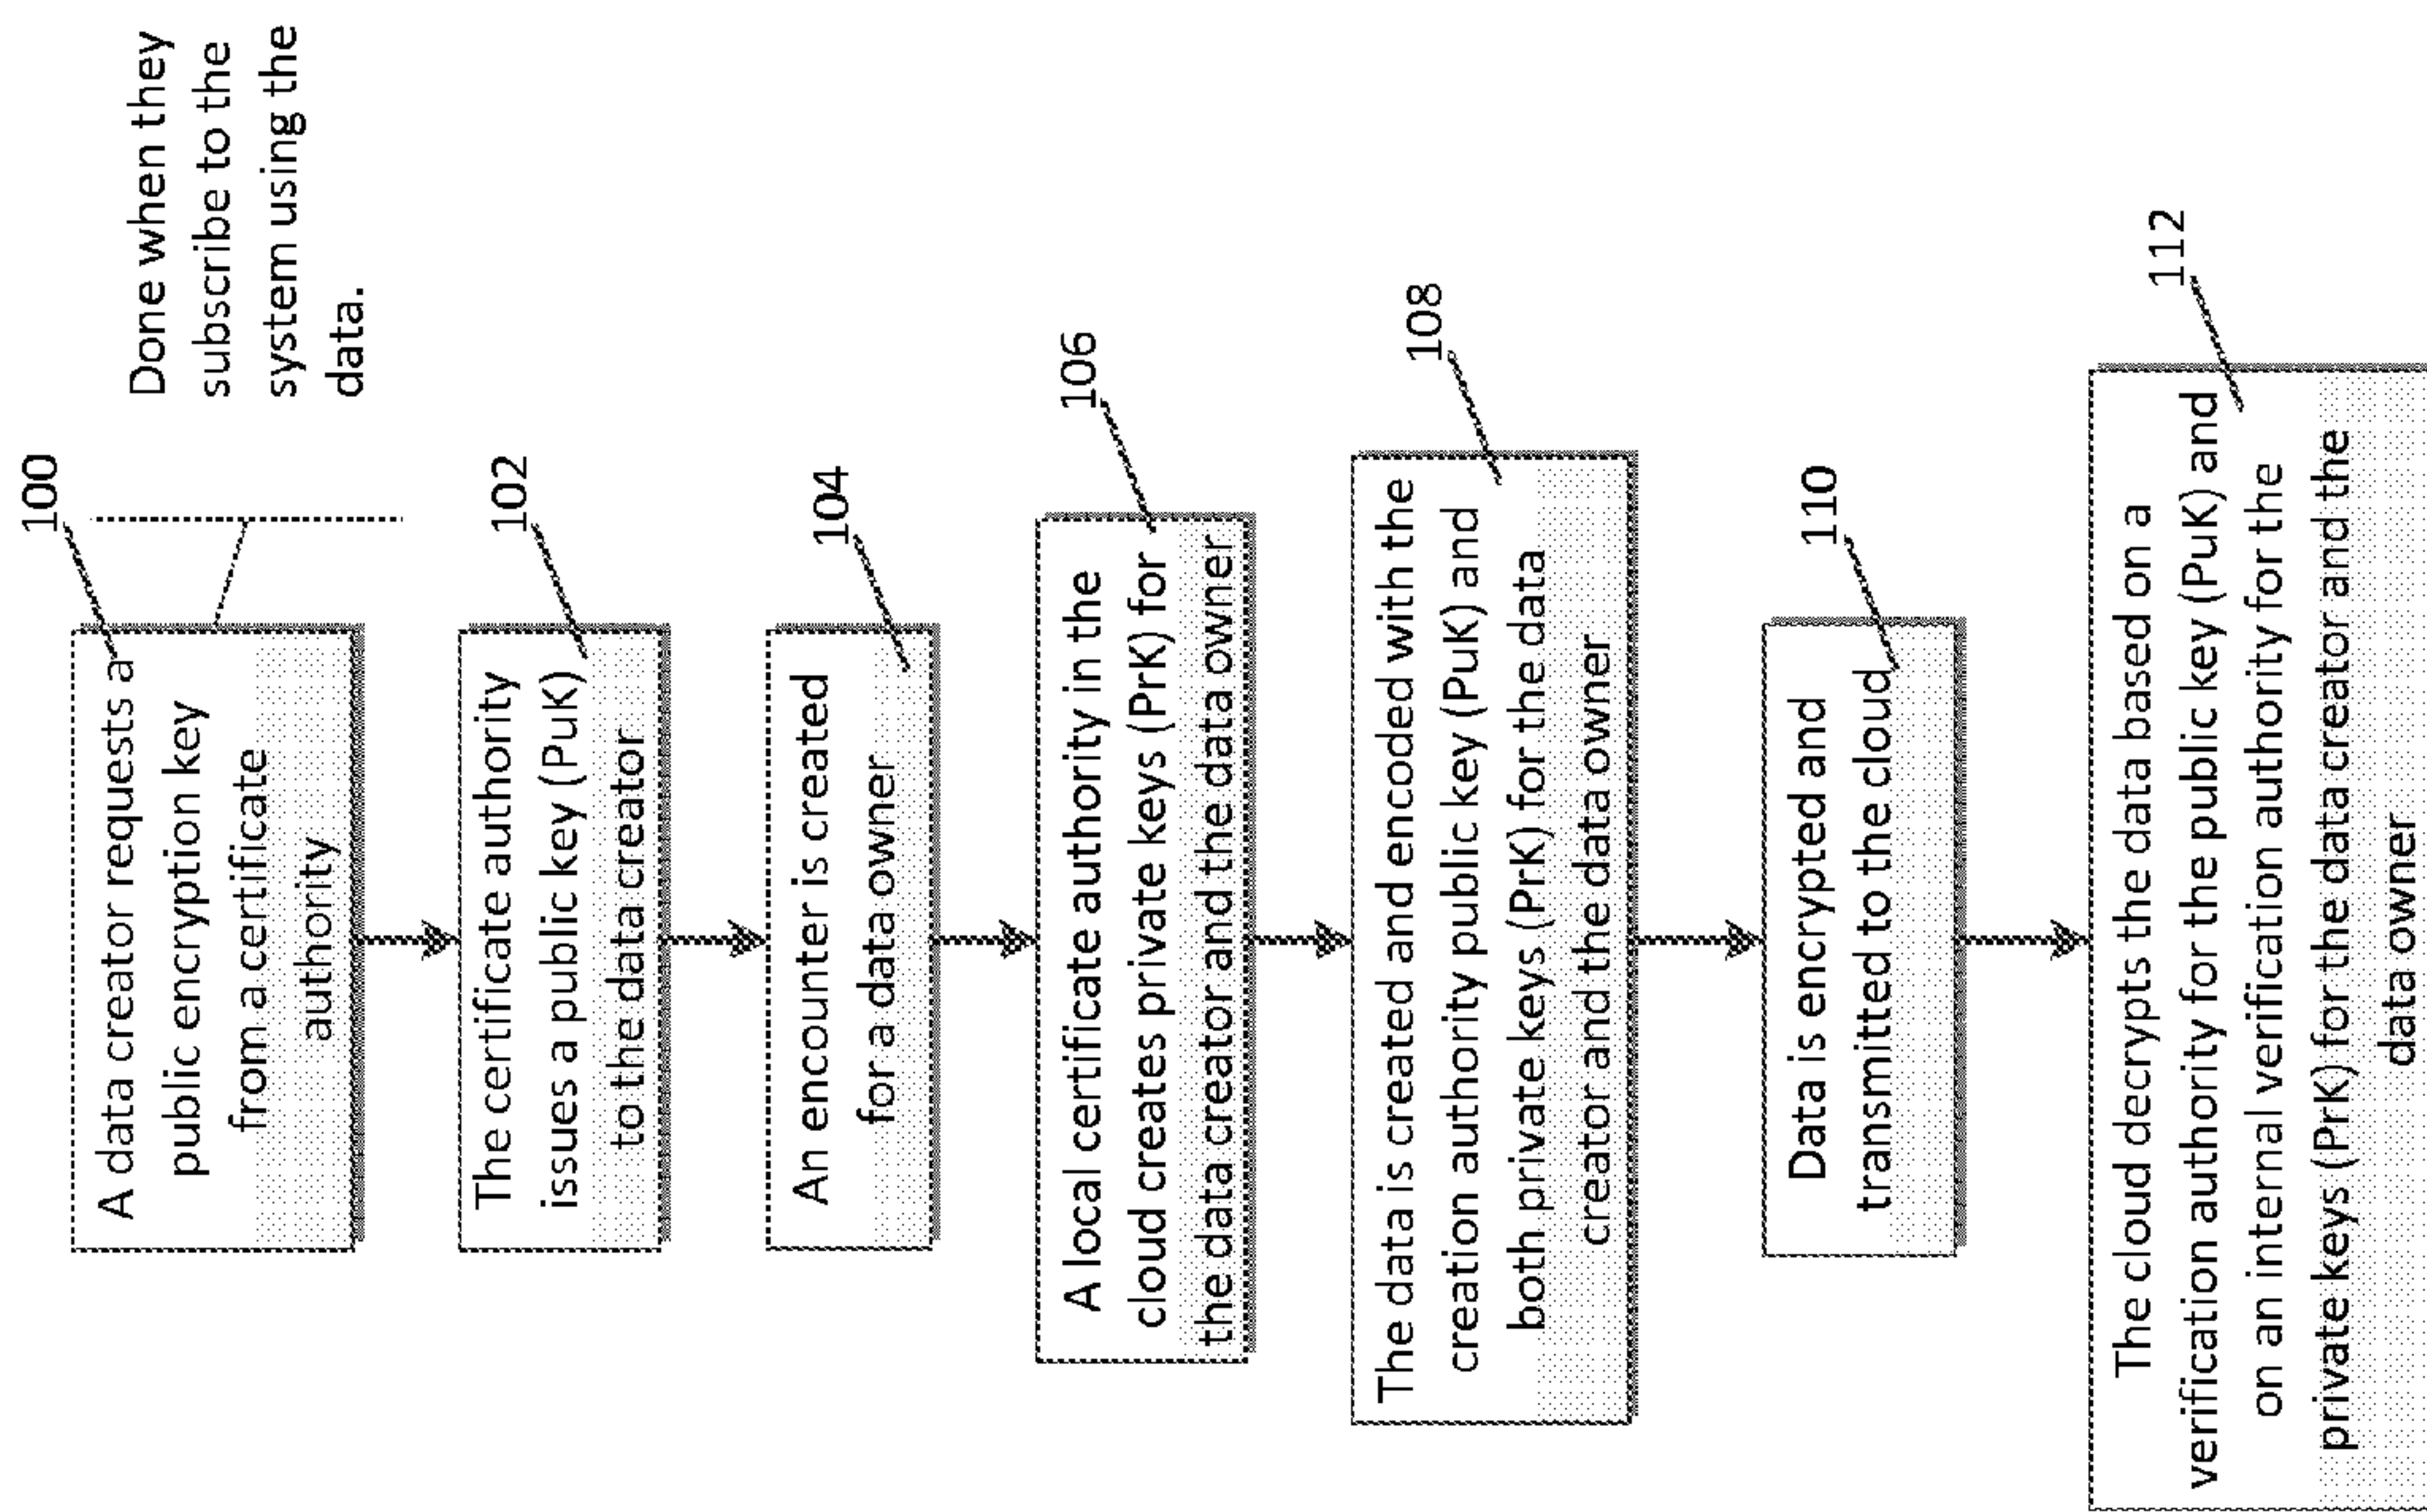 100
A data creator requests a
public encryption key
from a certificate
authority
Done when they
subscribe to the
system using the
data.
102
The certificate authority
issues a public key (PuK)
to the data creator
104
An encounter is created
for a data owner
106
A local certificate authority in the
cloud creates private keys (PrK) for
the data creator and the data owner
108
The data is created and encoded with the
creation authority public key (PuK) and
both private keys (PrK) for the data
creator and the data owner
110
Data is encrypted and
transmitted to the cloud
112
The cloud decrypts the data based on a
verification authority for the public key (PuK) and
on an internal verification authority for the
private keys (PrK) for the data creator and the
data owner